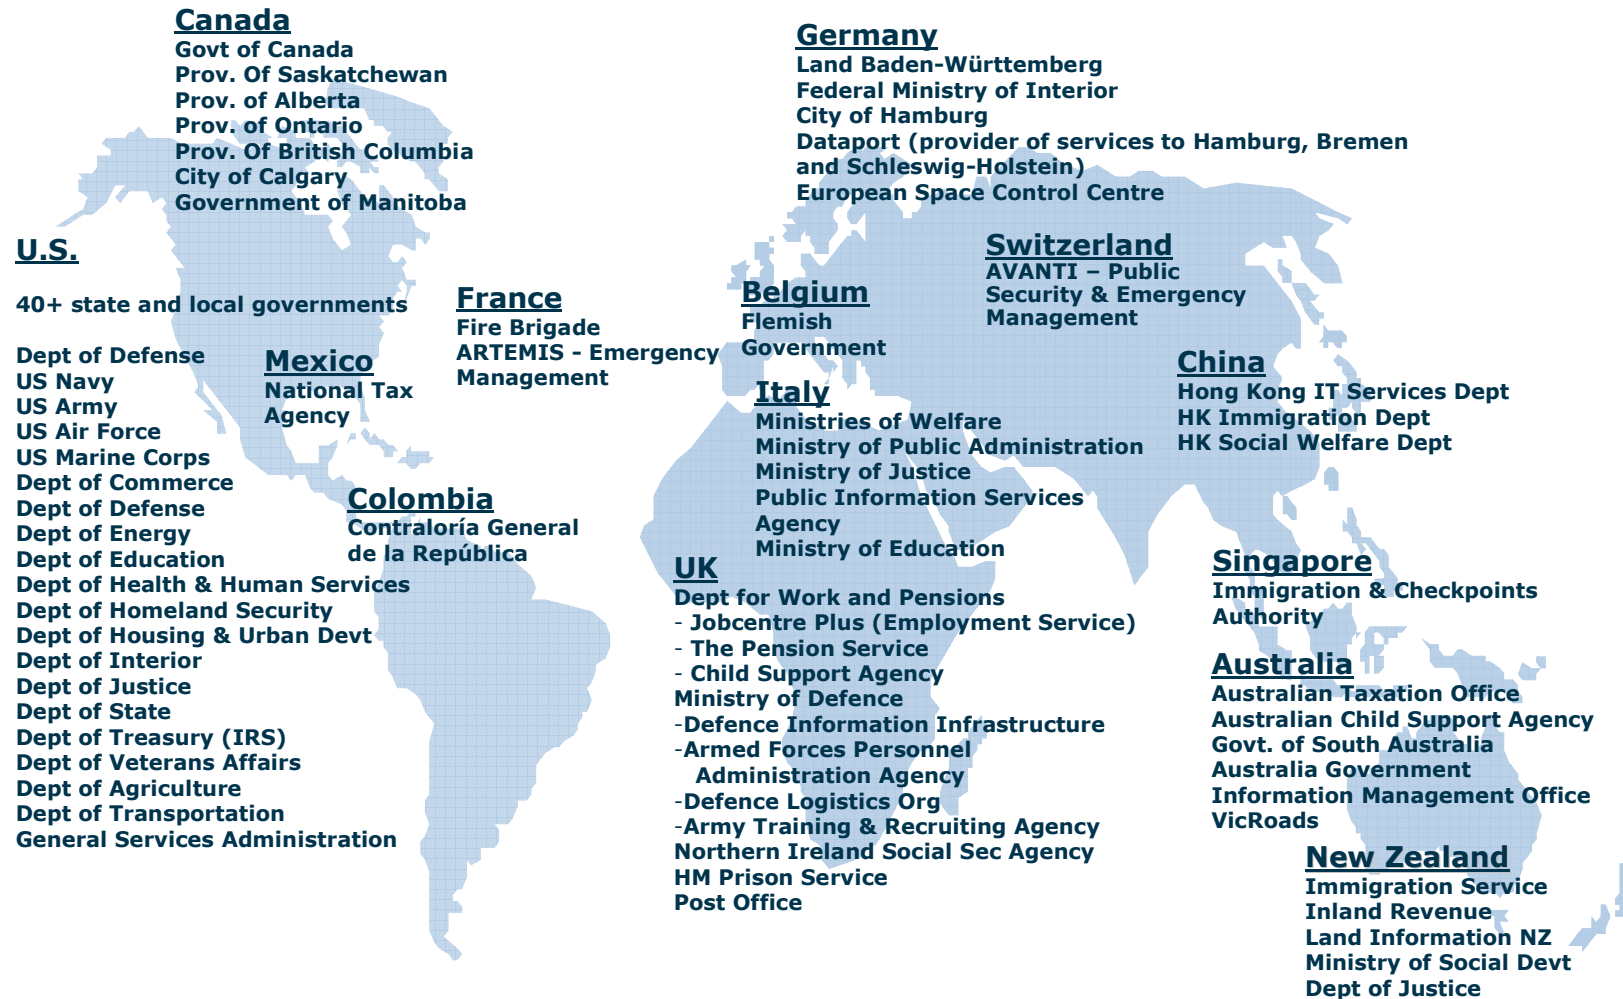 Canada
Govt of Canada
Prov. Of Saskatchewan
Prov. of Alberta
Prov. of Ontario
Prov. Of British Columbia
City of Calgary
Government of Manitoba
Germany
Land Baden-Württemberg
Federal Ministry of Interior
City of Hamburg
Dataport (provider of services to Hamburg, Bremen
and Schleswig-Holstein)
European Space Control Centre
U.S.
40+ state and local governments
Dept of Defense
US Navy
US Army
US Air Force
US Marine Corps
Dept of Commerce
Dept of Defense
Dept of Energy
Dept of Education
Dept of Health & Human Services
Dept of Homeland Security
Dept of Housing & Urban Devt
Dept of Interior
Dept of Justice
Dept of State
Dept of Treasury (IRS)
Dept of Veterans Affairs
Dept of Agriculture
Dept of Transportation
General Services Administration
Mexico
National Tax
Agency
France
Fire Brigade
ARTEMIS - Emergency
Management
Colombia
Contraloría General
de la República
Belgium
Flemish
Government
Switzerland
AVANTI – Public
Security & Emergency
Management
Italy
Ministries of Welfare
Ministry of Public Administration
Ministry of Justice
Public Information Services
Agency
Ministry of Education
UK
Dept for Work and Pensions
- Jobcentre Plus (Employment Service)
- The Pension Service
- Child Support Agency
Ministry of Defence
-Defence Information Infrastructure
-Armed Forces Personnel
Administration Agency
-Defence Logistics Org
-Army Training & Recruiting Agency
Northern Ireland Social Sec Agency
HM Prison Service
Post Office
China
Hong Kong IT Services Dept
HK Immigration Dept
HK Social Welfare Dept
Singapore
Immigration & Checkpoints
Authority
Australia
Australian Taxation Office
Australian Child Support Agency
Govt. of South Australia
Australia Government
Information Management Office
VicRoads
New Zealand
Immigration Service
Inland Revenue
Land Information NZ
Ministry of Social Devt
Dept of Justice